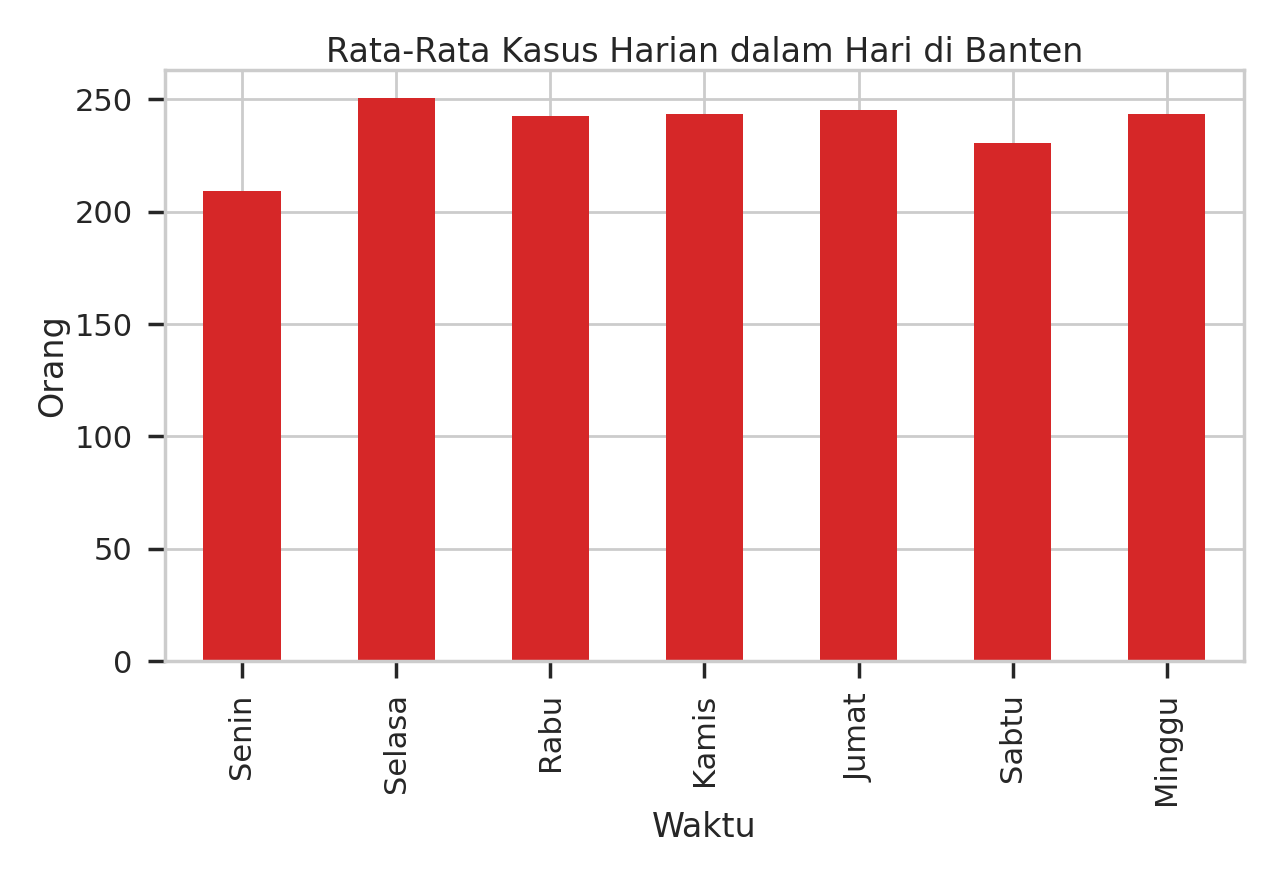 Rata-Rata Kasus Harian dalam Hari di Banten
Orang
250
200
150
100
50
0
Senin
Selasa
Rabu
Kamis
Jumat
Sabtu
Minggu
Waktu